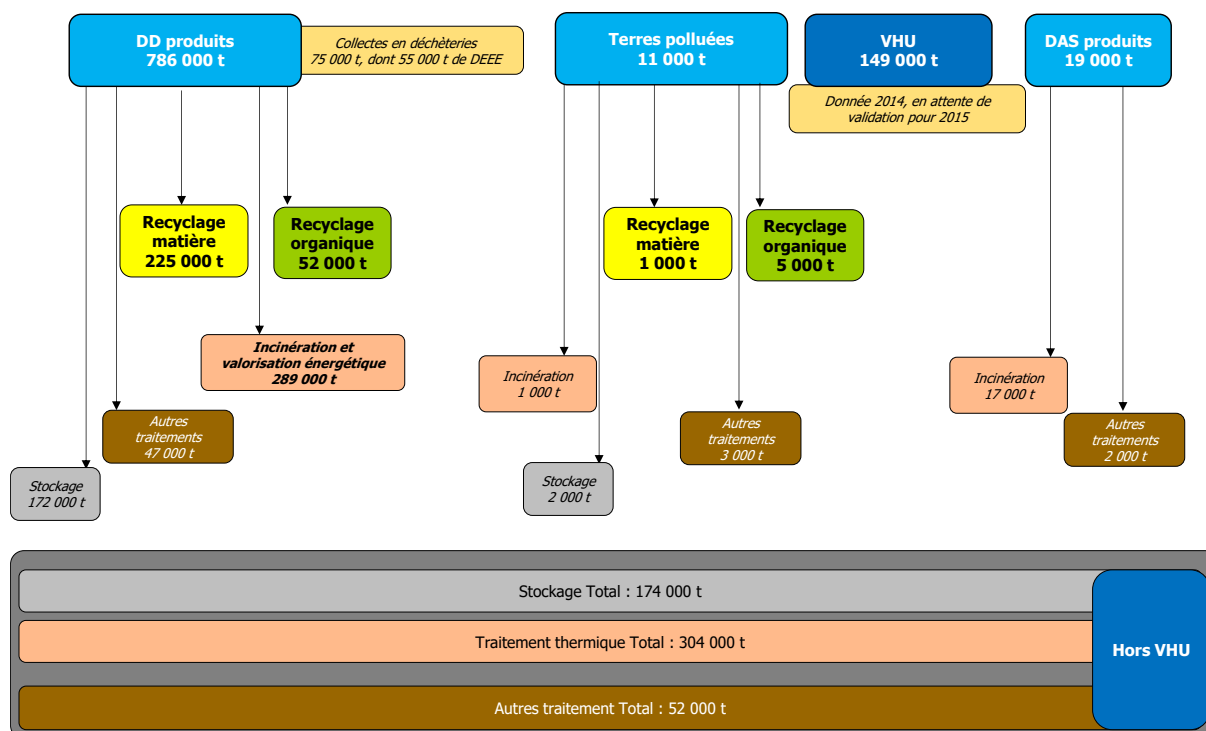 DD produits
786 000 t
Collectes en déchèteries
75 000 t, dont 55 000 t de DEEE
Terres polluées
11 000 t
VHU
149 000 t
DAS produits
19 000 t
Donnée 2014, en attente de
validation pour 2015
Recyclage
matière
225 000 t
Recyclage
organique
52 000 t
Recyclage
matière
1 000 t
Recyclage
organique
5 000 t
Incinération et
valorisation énergétique
289 000 t
Incinération
1 000 t
Incinération
17 000 t
Autres
traitements
47 000 t
Autres
traitements
3 000 t
Autres
traitements
2 000 t
Stockage
172 000 t
Stockage
2 000 t
Stockage Total : 174 000 t
Traitement thermique Total : 304 000 t
Hors VHU
Autres traitement Total : 52 000 t